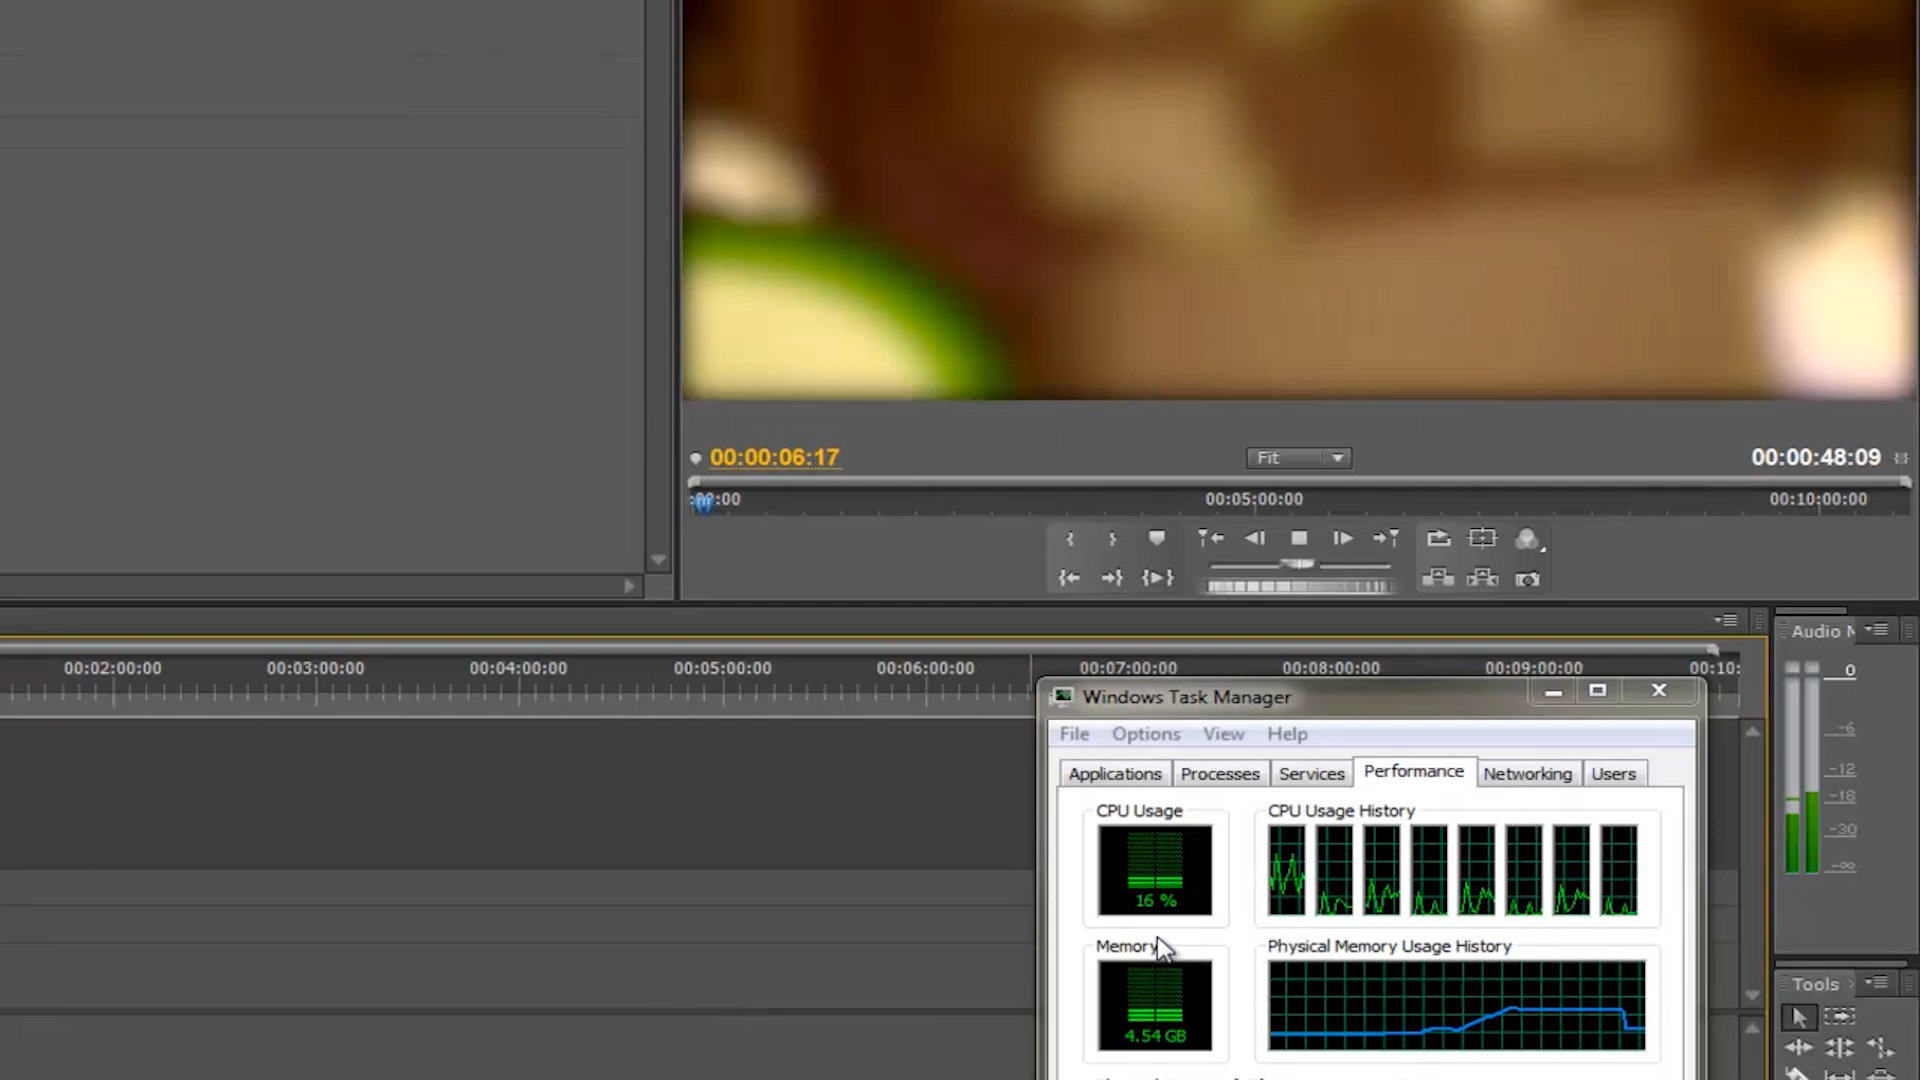 00:00:06:17
Fit
00:00:48:09
:00:00
00:05:00:00
00:10:00:00
Audio M
00:02:00:00
00:03:00:00
00:04:00:00
00:05:00:00
00:06:00:00
00:07:00:00
00:08:00:00
00:09:00:00
00:10:
0
-6
-12
-18
-30
-∞
Windows Task Manager
File
Options
View
Help
Applications
Processes
Services
Performance
Networking
Users
CPU Usage
CPU Usage History
16 %
Memory
Physical Memory Usage History
4.54 GB
Tools